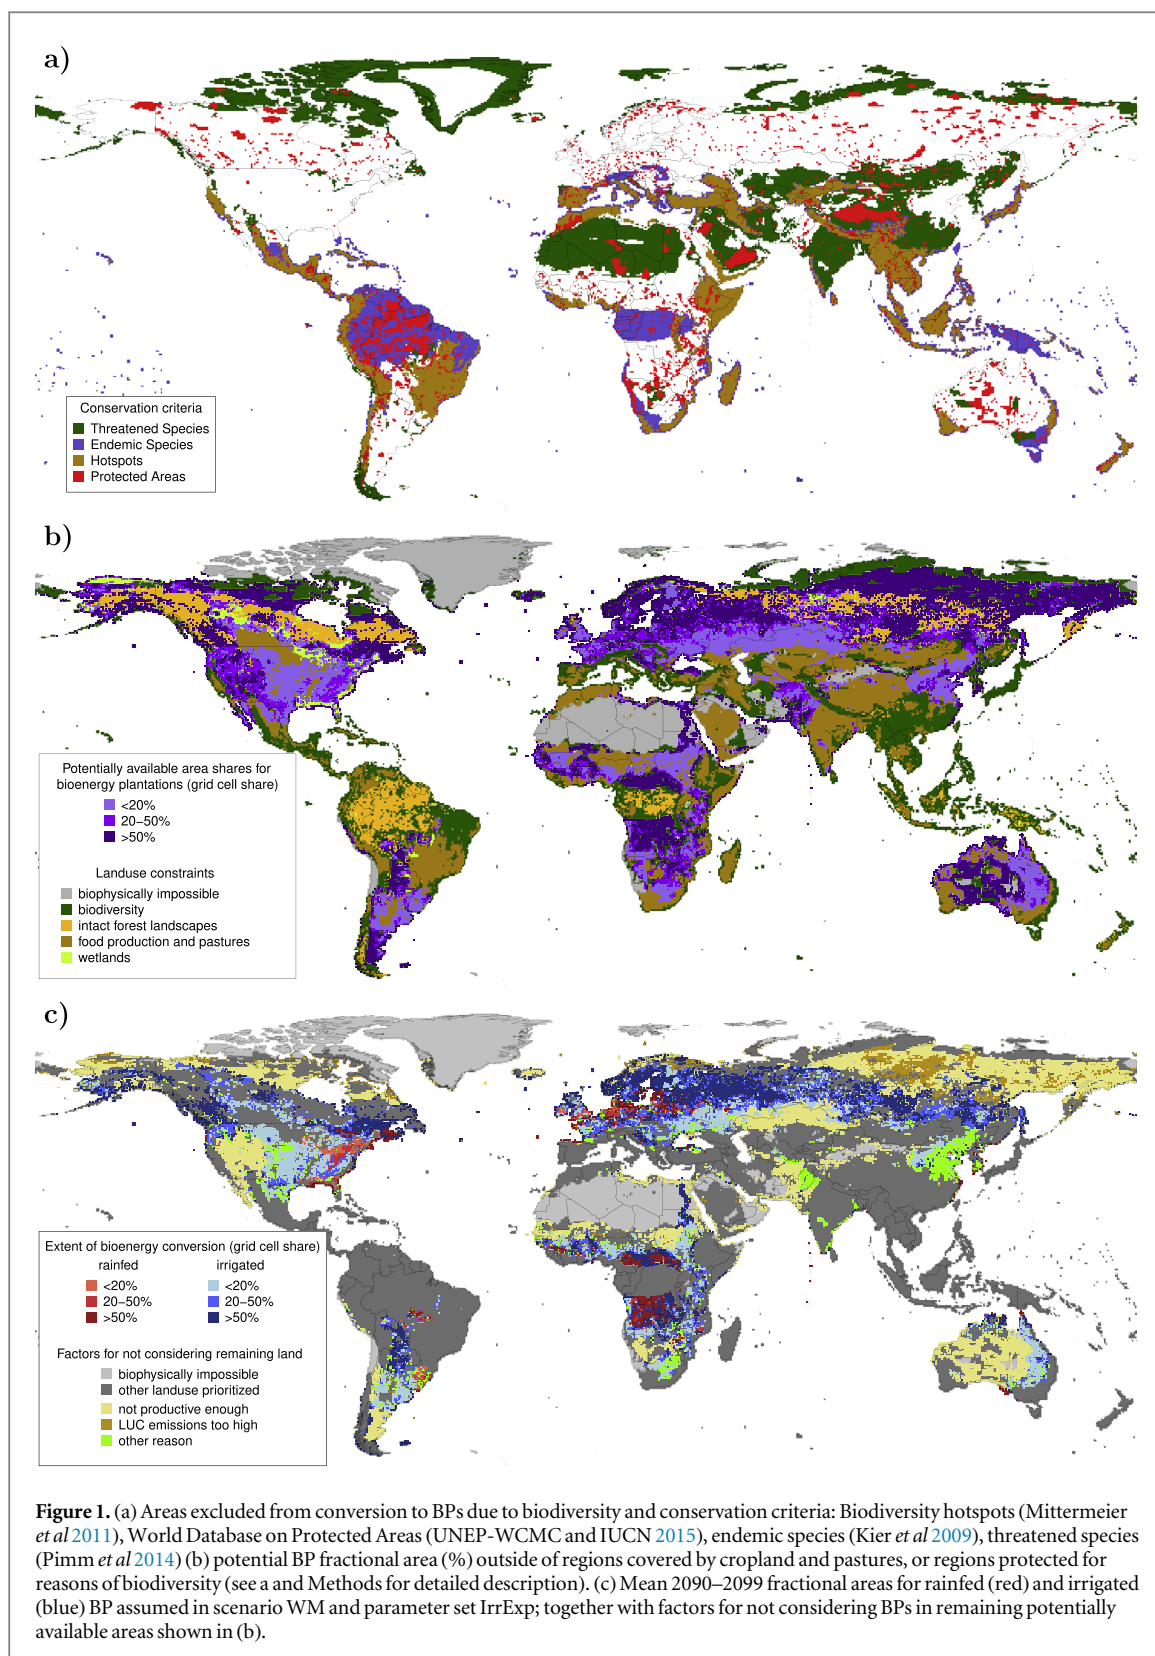 a)
Conservation criteria
Threatened Species
Endemic Species
Hotspots
Protected Areas
b)
Potentially available area shares for
bioenergy plantations (grid cell share)
<20%
20–50%
>50%
Landuse constraints
biophysically impossible
biodiversity
intact forest landscapes
food production and pastures
wetlands
c)
Extent of bioenergy conversion (grid cell share)
rainfed irrigated
<20% <20%
20–50% 20–50%
>50% >50%
Factors for not considering remaining land
biophysically impossible
other landuse prioritized
not productive enough
LUC emissions too high
other reason
Figure 1. (a) Areas excluded from conversion to BPs due to biodiversity and conservation criteria: Biodiversity hotspots (Mittermeier
et al 2011), World Database on Protected Areas (UNEP-WCMC and IUCN 2015), endemic species (Kier et al 2009), threatened species
(Pimm et al 2014) (b) potential BP fractional area (%) outside of regions covered by cropland and pastures, or regions protected for
reasons of biodiversity (see a and Methods for detailed description). (c) Mean 2090–2099 fractional areas for rainfed (red) and irrigated
(blue) BP assumed in scenario WM and parameter set IrrExp; together with factors for not considering BPs in remaining potentially
available areas shown in (b).